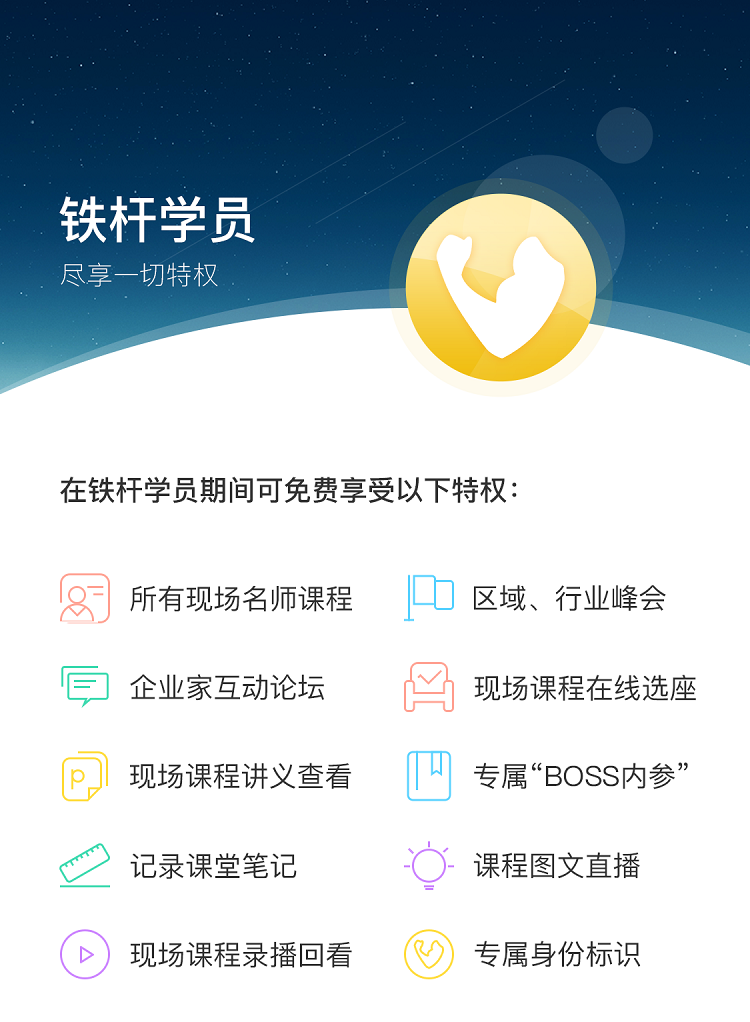 铁杆学员
尽享一切特权
在铁杆学员期间可免费享受以下特权：
所有现场名师课程
区域、行业峰会
企业家互动论坛
现场课程在线选座
p
现场课程讲义查看
专属“BOSS内参”
记录课堂笔记
课程图文直播
现场课程录播回看
专属身份标识